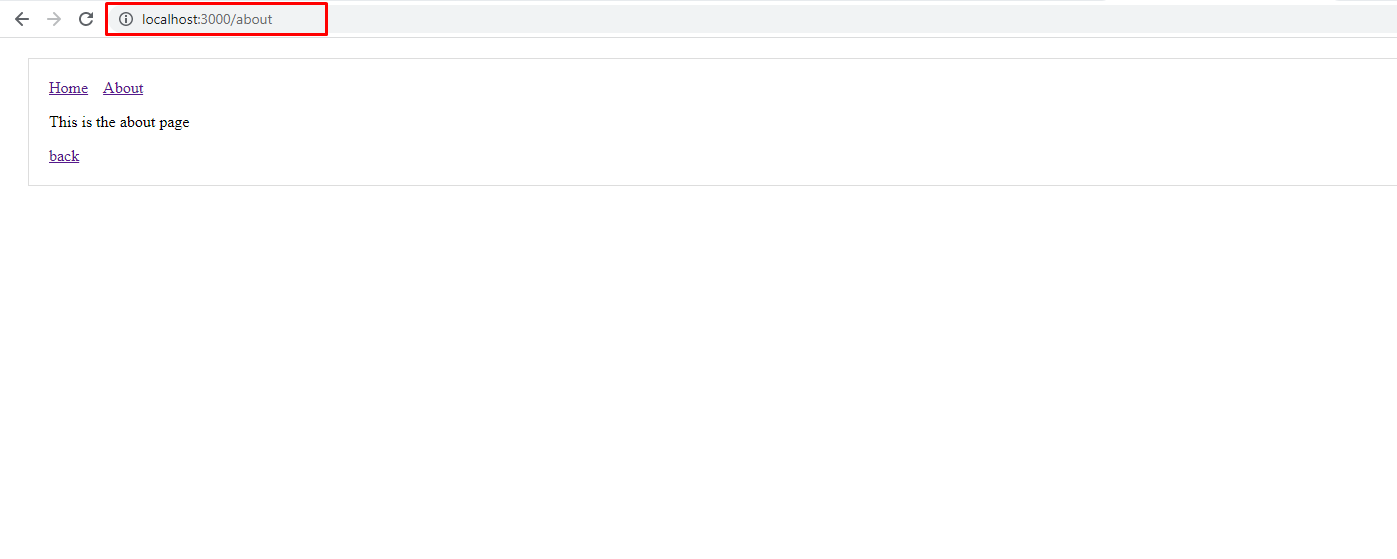 localhost:3000/about
Home About
This is the about page
back